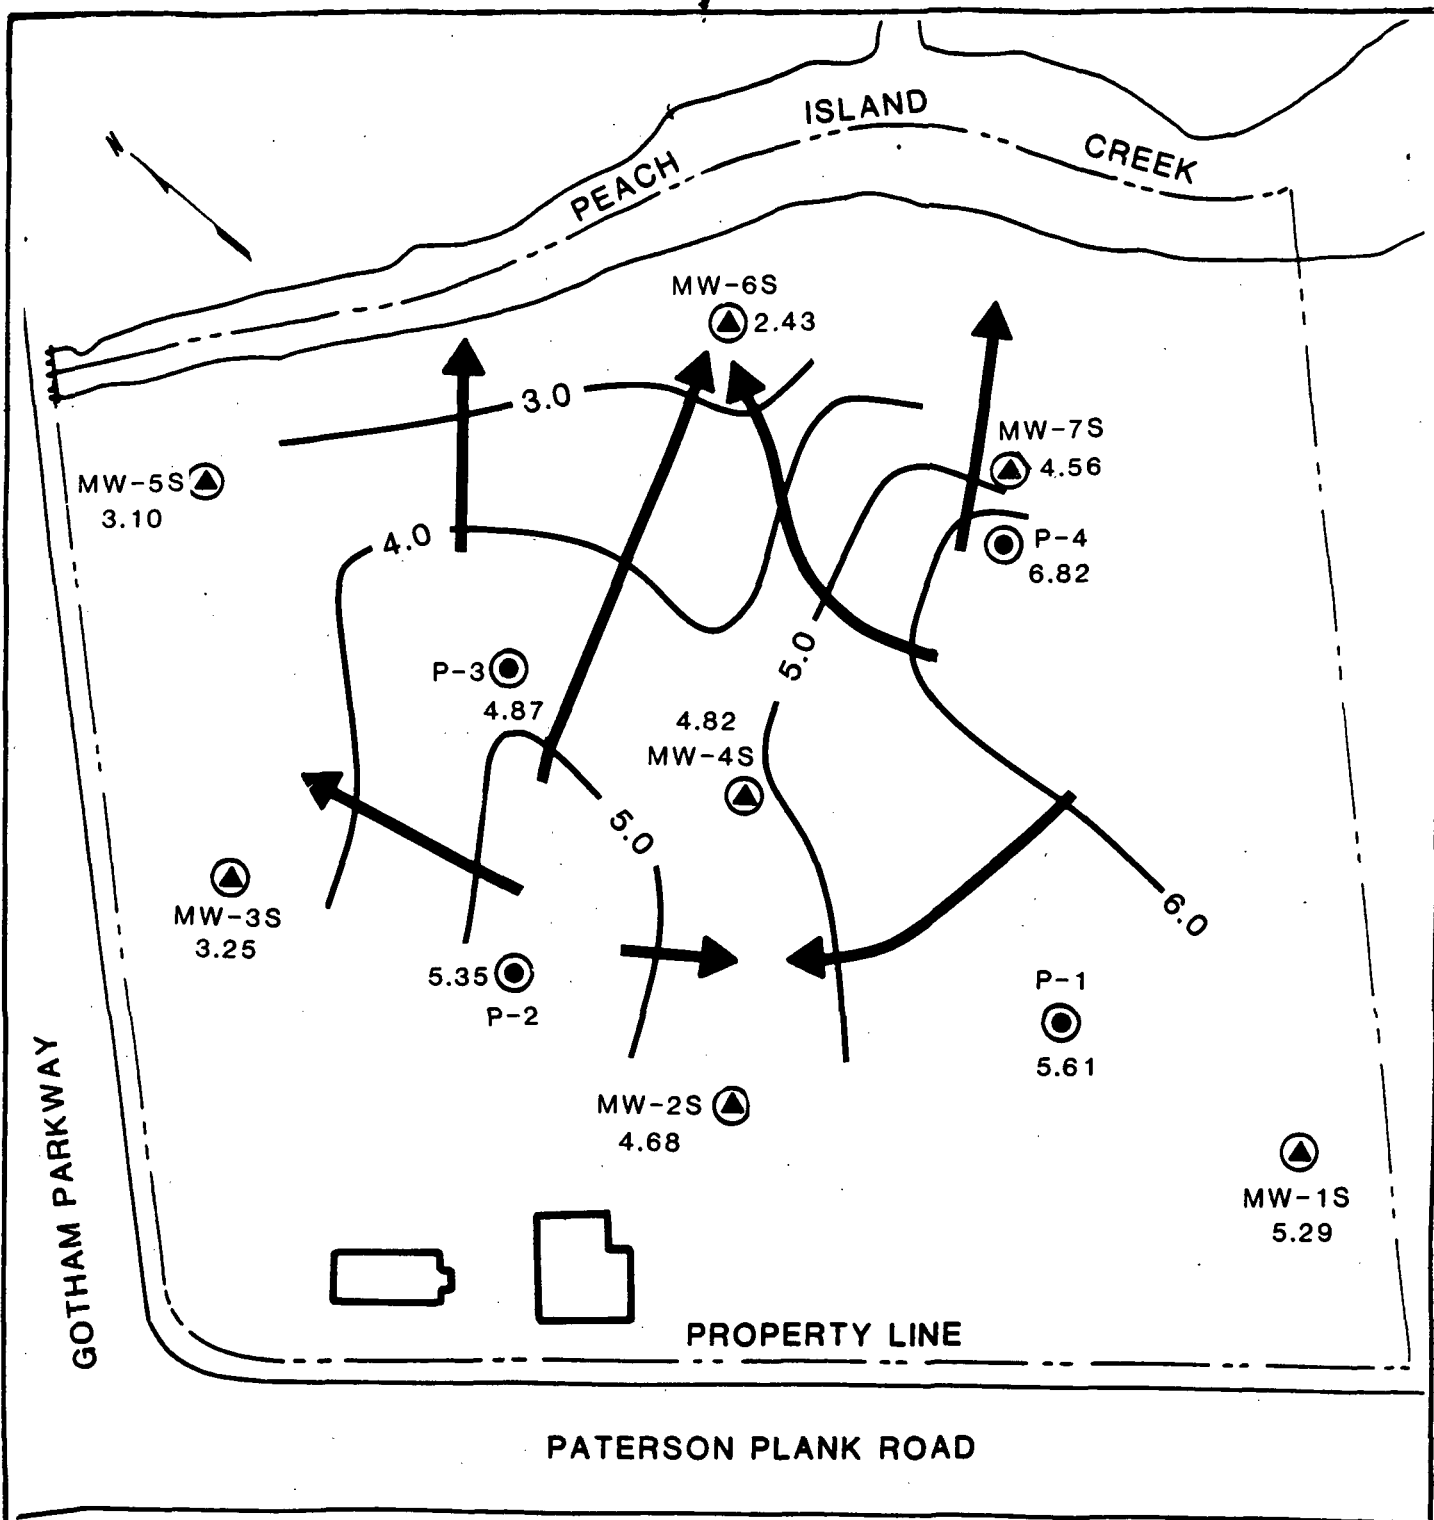 ISLAND
CREEK
PEACH
N
MW-6S
2.43
3.0
MW-7S
4.56
MW-5S
3.10
4.0
P-4
6.82
5.0
P-3
4.87
4.82
MW-4S
5.0
6.0
MW-3S
3.25
5.35
P-2
P-1
5.61
MW-2S
4.68
MW-1S
5.29
GOTHAM PARKWAY
PROPERTY LINE
PATERSON PLANK ROAD